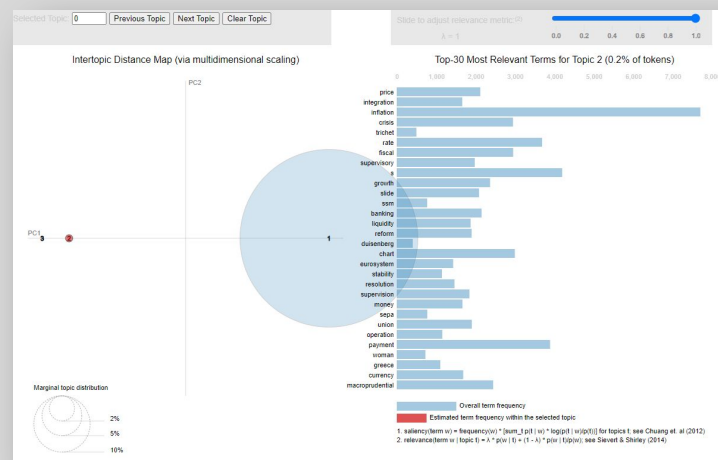 Selected Topic: 0 Previous Topic Next Topic Clear Topic
Slide to adjust relevance metric:(2)
λ = 1
0.0 0.2 0.4 0.6 0.8 1.0
Intertopic Distance Map (via multidimensional scaling)
PC2
PC1
3
2
1
Marginal topic distribution
2%
5%
10%
Top-30 Most Relevant Terms for Topic 2 (0.2% of tokens)
0 1,000 2,000 3,000 4,000 5,000 6,000 7,000 8,00
price
integration
inflation
crisis
trichet
rate
fiscal
supervisory
s
growth
slide
ssm
banking
liquidity
reform
duisenberg
chart
eurosystem
stability
resolution
supervision
money
sepa
union
operation
payment
woman
greece
currency
macroprudential
Overall term frequency
Estimated term frequency within the selected topic
1. saliency(term w) = frequency(w) * [sum_t p(t | w) * log(p(t | w)/p(t))] for topics t; see Chuang et. al (2012)
2. relevance(term w | topic t) = λ * p(w | t) + (1 - λ) * p(w | t)/p(w); see Sievert & Shirley (2014)